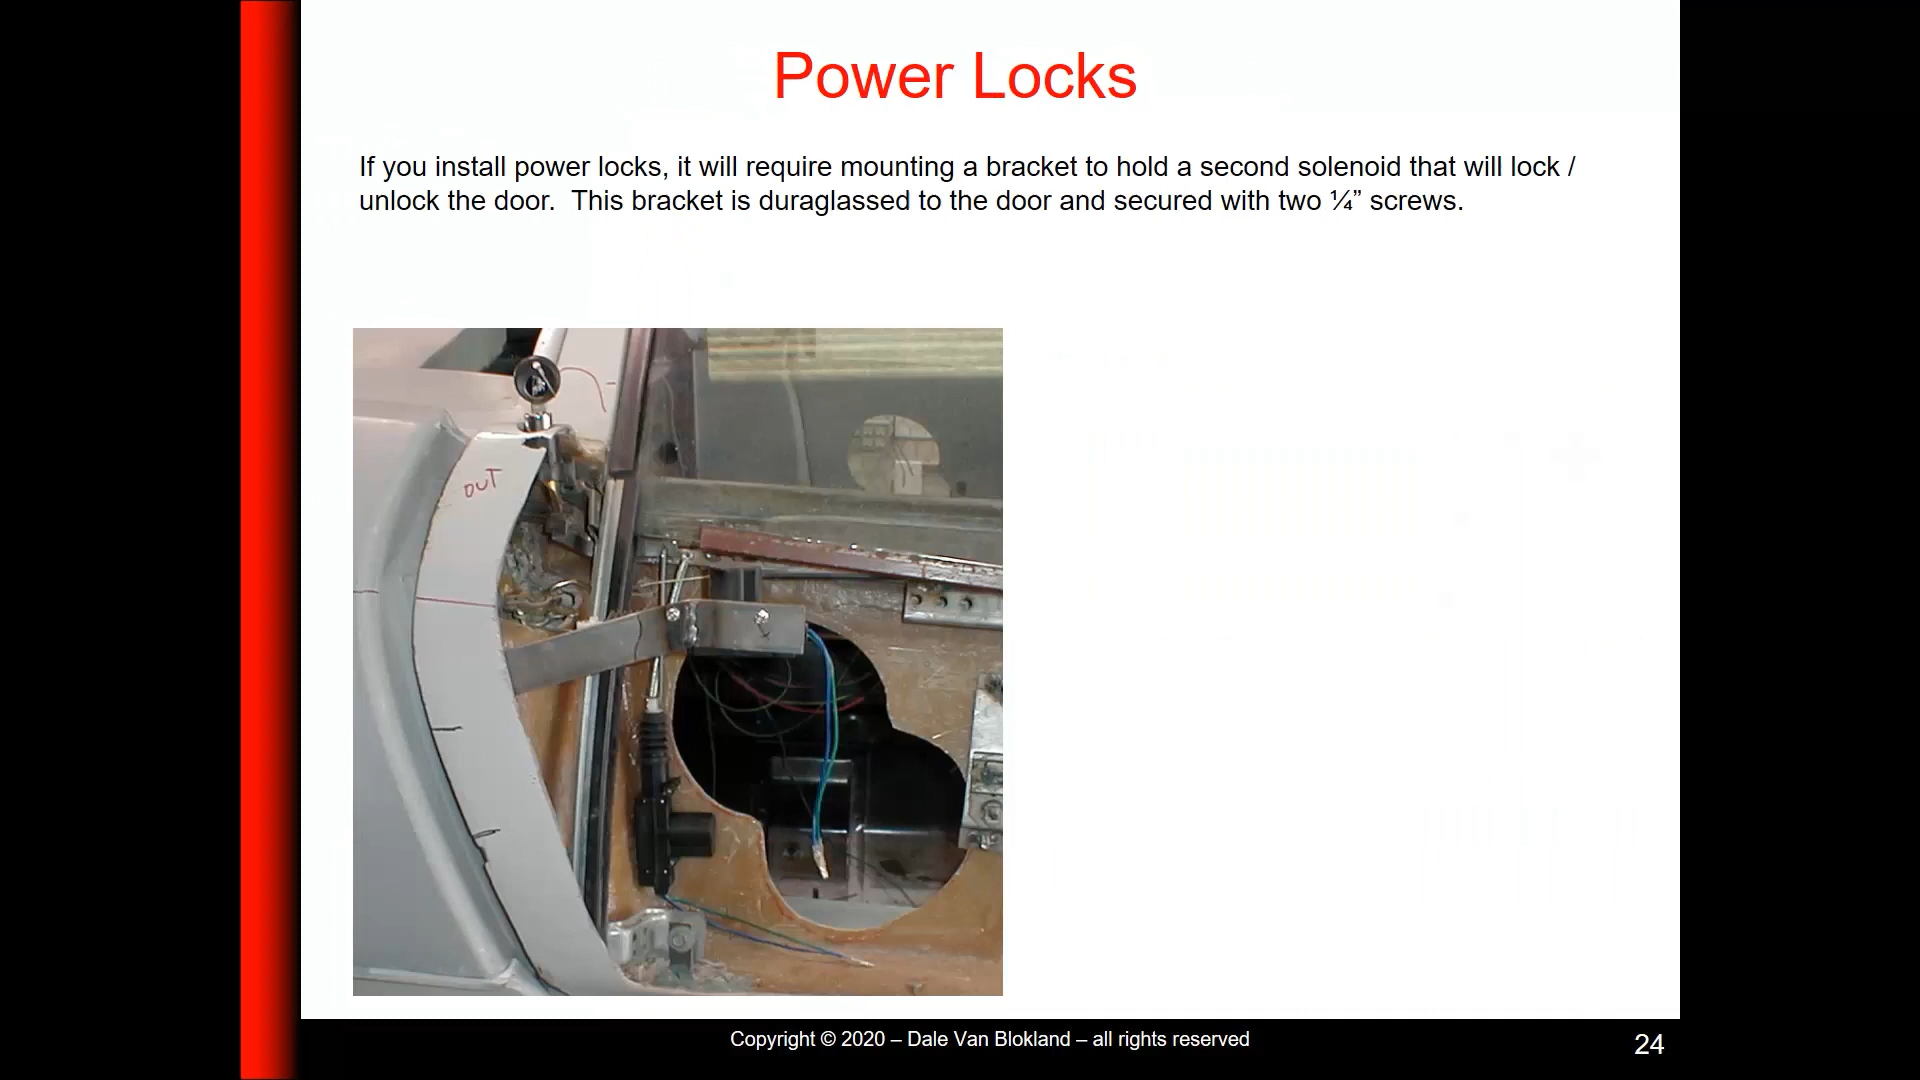 Power Locks
If you install power locks, it will require mounting a bracket to hold a second solenoid that will lock /
unlock the door.  This bracket is duraglassed to the door and secured with two ¼” screws.
OUT
Copyright © 2020 – Dale Van Blokland – all rights reserved
24